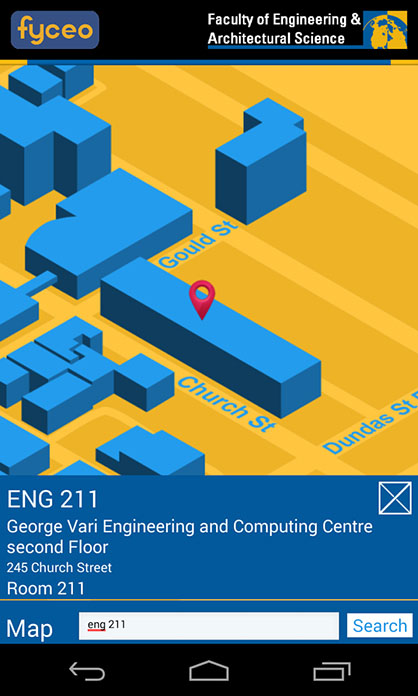 fyceo
Faculty of Engineering &
Architectural Science
Gould St
Church St
Dundas St
ENG 211
George Vari Engineering and Computing Centre
second Floor
245 Church Street
Room 211
Map
eng 211
Search